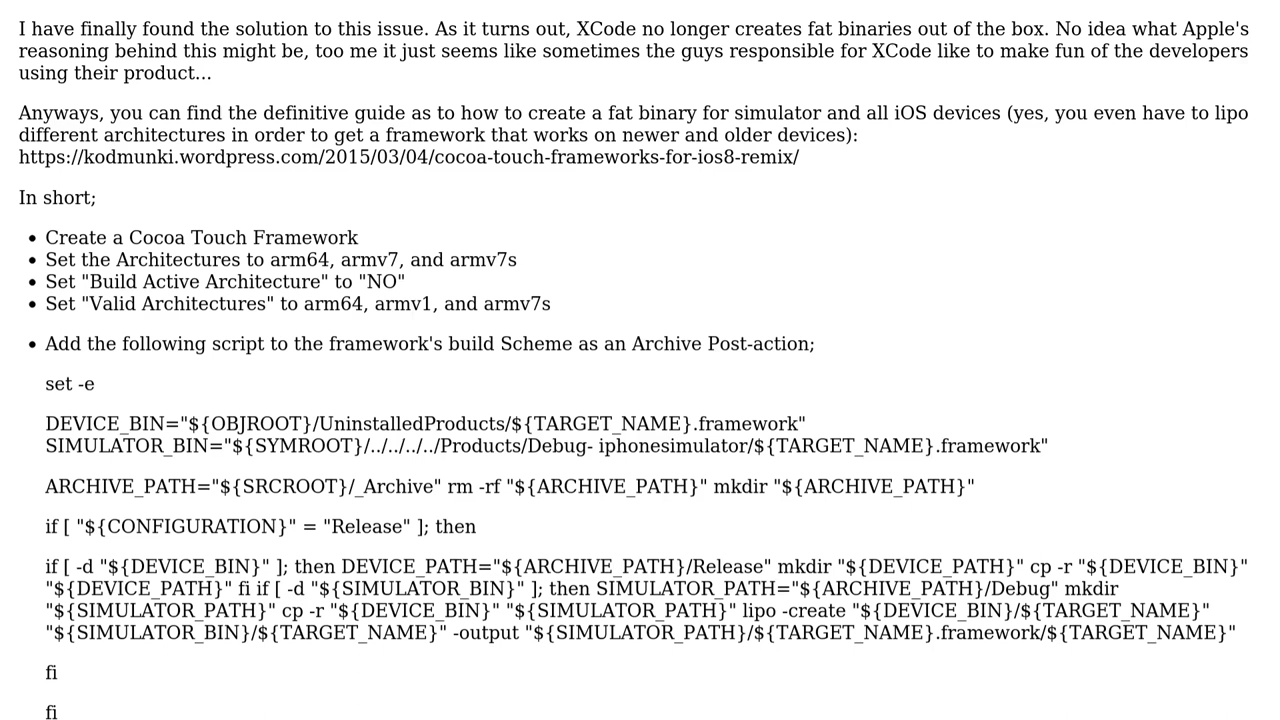 I have finally found the solution to this issue. As it turns out, XCode no longer creates fat binaries out of the box. No idea what Apple's
reasoning behind this might be, too me it just seems like sometimes the guys responsible for XCode like to make fun of the developers
using their product...
Anyways, you can find the definitive guide as to how to create a fat binary for simulator and all iOS devices (yes, you even have to lipo
different architectures in order to get a framework that works on newer and older devices):
https://kodmunki.wordpress.com/2015/03/04/cocoa-touch-frameworks-for-ios8-remix/
In short;
• Create a Cocoa Touch Framework
• Set the Architectures to arm64, armv7, and armv7s
• Set "Build Active Architecture" to "NO"
• Set "Valid Architectures" to arm64, armv1, and armv7s
• Add the following script to the framework's build Scheme as an Archive Post-action;
set -e
DEVICE_BIN="${OBJROOT}/UninstalledProducts/${TARGET_NAME}.framework"
SIMULATOR_BIN="${SYMROOT}/../../../../Products/Debug- iphonesimulator/${TARGET_NAME}.framework"
ARCHIVE_PATH="${SRCROOT}/_Archive" rm -rf "${ARCHIVE_PATH}" mkdir "${ARCHIVE_PATH}"
if [ "${CONFIGURATION}" = "Release" ]; then
if [ -d "${DEVICE_BIN}" ]; then DEVICE_PATH="${ARCHIVE_PATH}/Release" mkdir "${DEVICE_PATH}" cp -r "${DEVICE_BIN}"
"${DEVICE_PATH}" fi if [ -d "${SIMULATOR_BIN}" ]; then SIMULATOR_PATH="${ARCHIVE_PATH}/Debug" mkdir
"${SIMULATOR_PATH}" cp -r "${DEVICE_BIN}" "${SIMULATOR_PATH}" lipo -create "${DEVICE_BIN}/${TARGET_NAME}"
"${SIMULATOR_BIN}/${TARGET_NAME}" -output "${SIMULATOR_PATH}/${TARGET_NAME}.framework/${TARGET_NAME}"
fi
fi